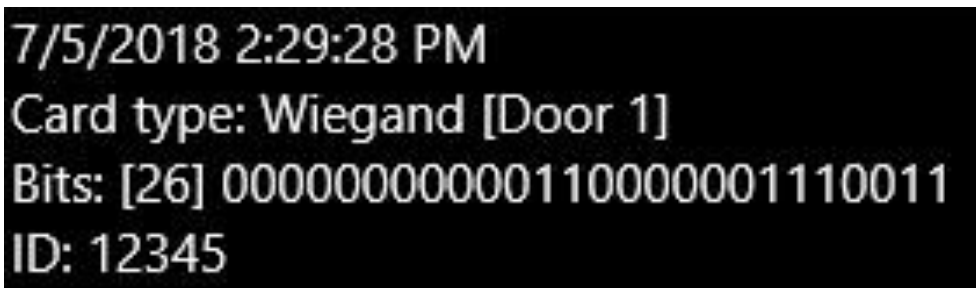 7/5/2018 2:29:28 PM
Card type: Wiegand [Door 1]
Bits: [26] 00000000000110000001110011
ID: 12345